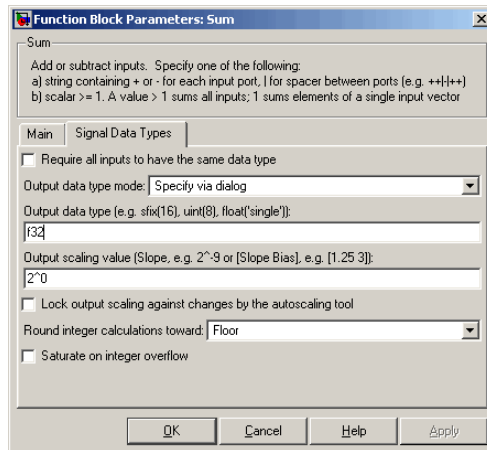 Function Block Parameters: Sum
Sum
Add or subtract inputs. Specify one of the following:
a) string containing + or - for each input port, | for spacer between ports (e.g. ++|-|++)
b) scalar >= 1. A value > 1 sums all inputs; 1 sums elements of a single input vector
Main Signal Data Types
Require all inputs to have the same data type
Output data type mode: Specify via dialog
Output data type (e.g. sfix(16), uint(8), float('single')):
f32
Output scaling value (Slope, e.g. 2^-9 or [Slope Bias], e.g. [1.25 3]):
2^0
Lock output scaling against changes by the autoscaling tool
Round integer calculations toward: Floor
Saturate on integer overflow
OK Cancel Help Apply